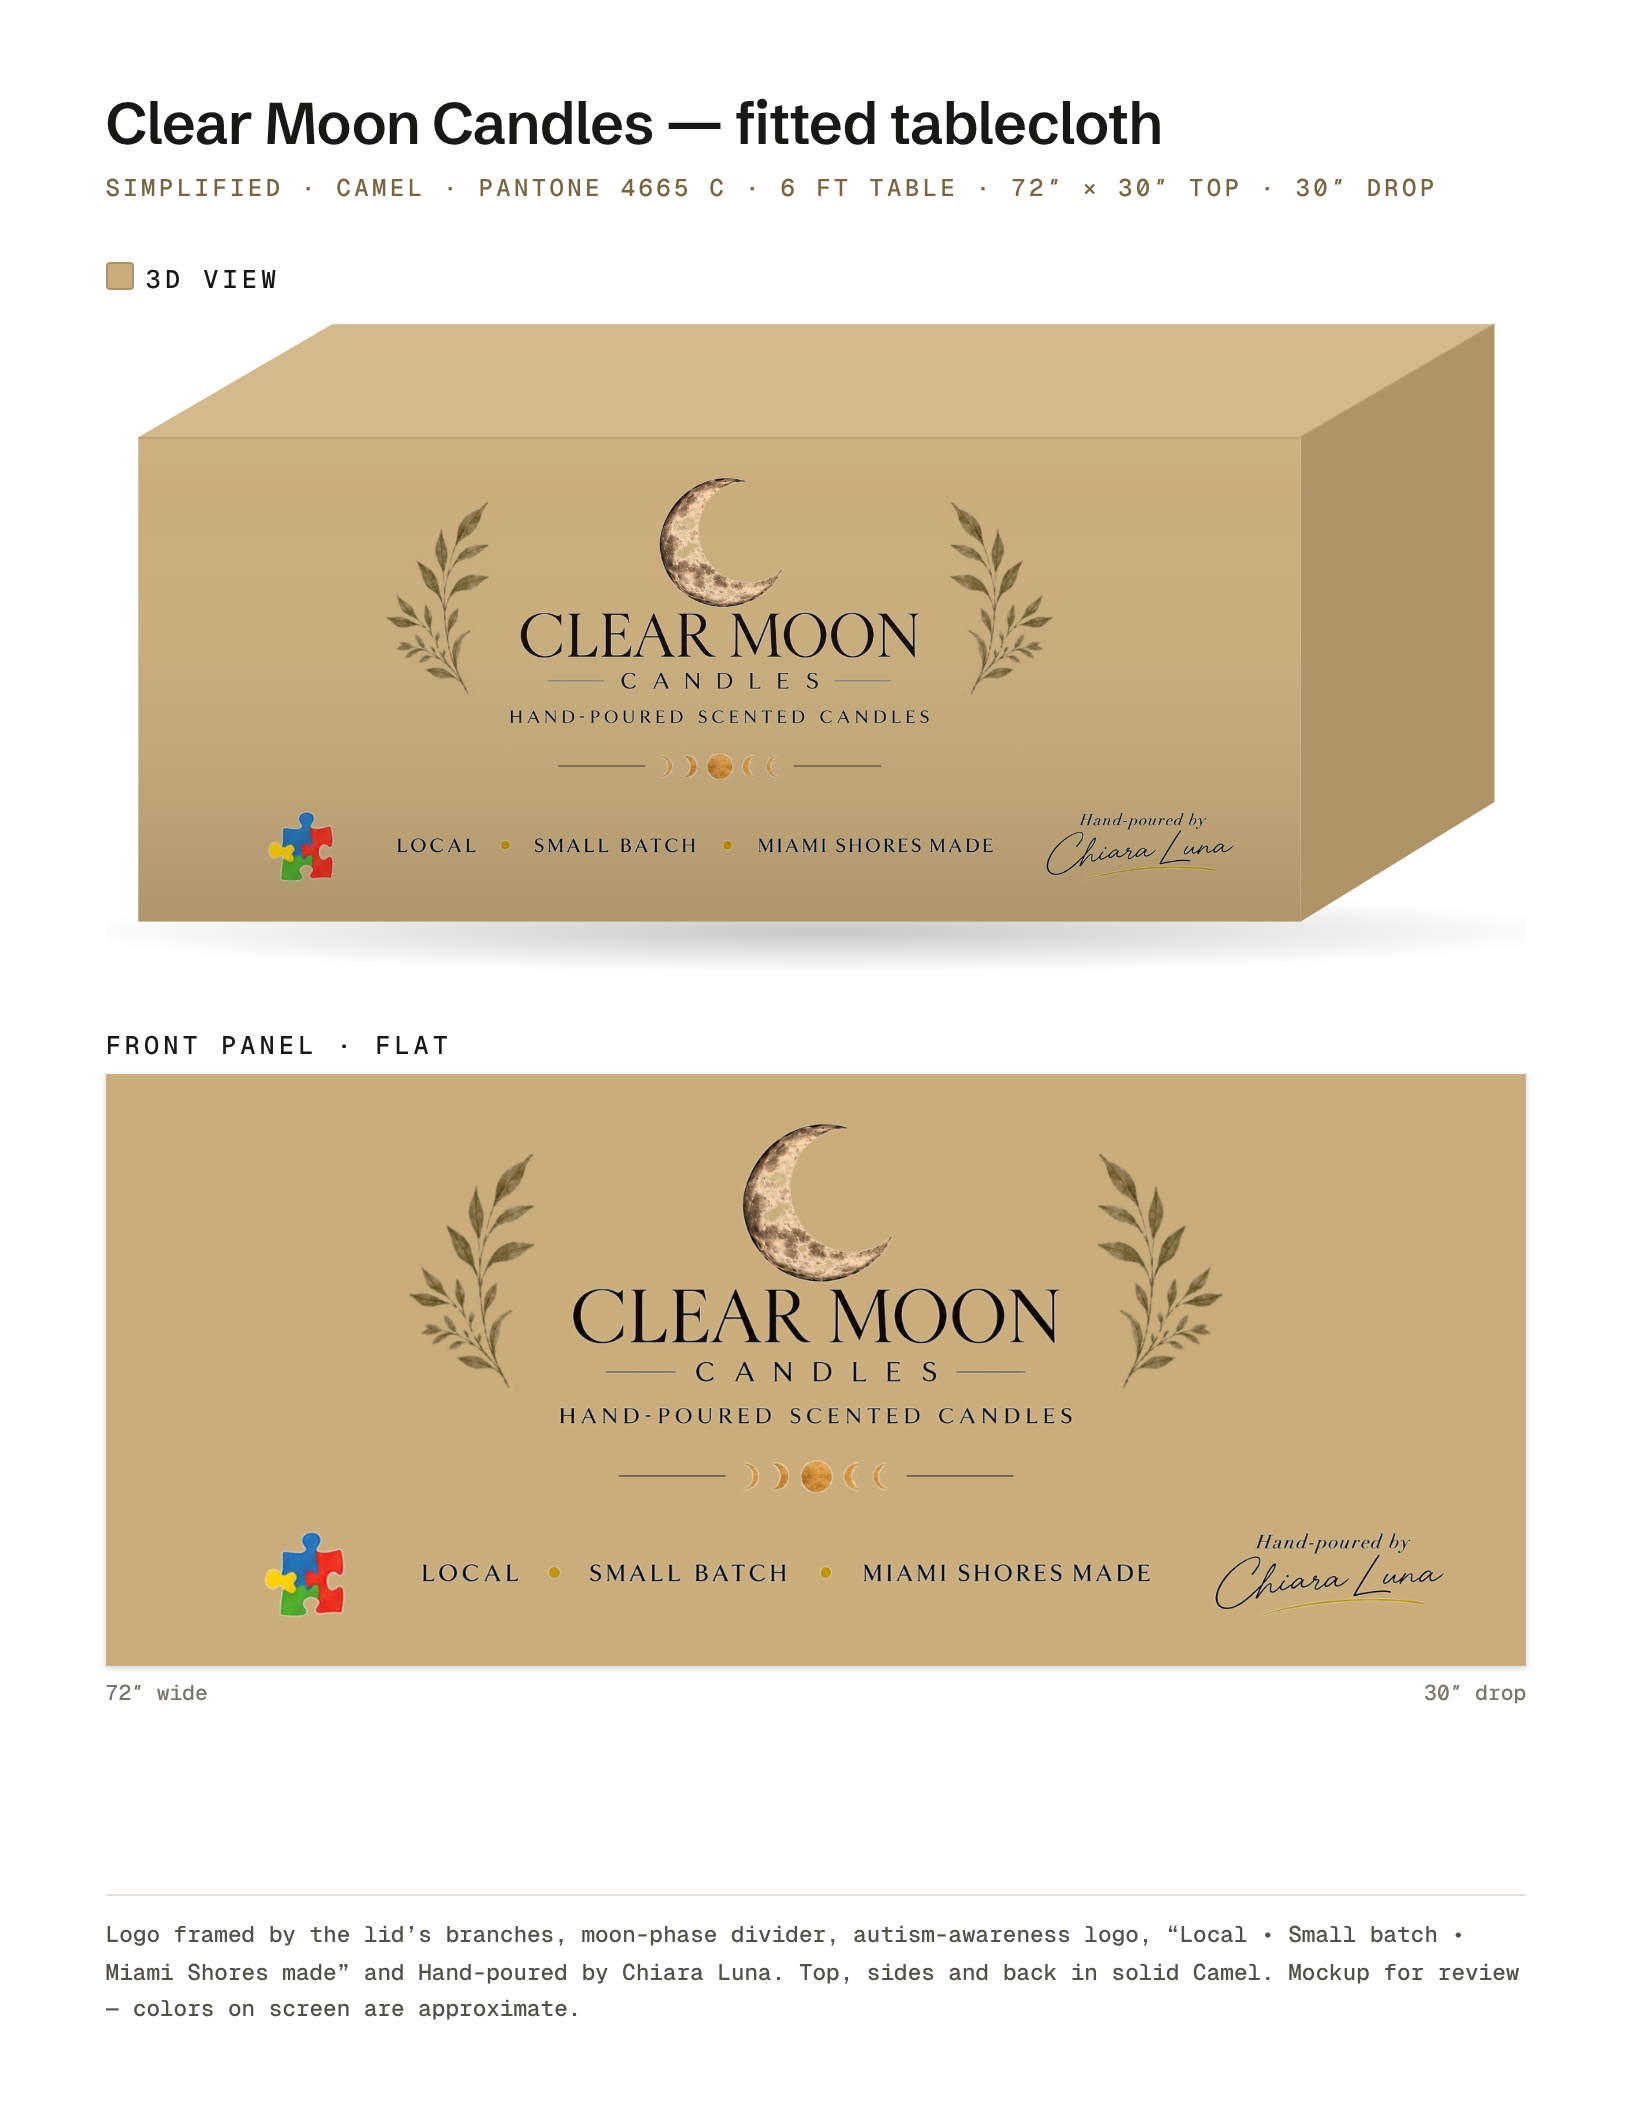 Clear Moon Candles — fitted tablecloth
SIMPLIFIED · CAMEL · PANTONE 4665 C · 6 FT TABLE · 72″ × 30″ TOP · 30″ DROP
3D VIEW
CLEAR MOON
CANDLES
HAND-POURED SCENTED CANDLES
LOCAL • SMALL BATCH • MIAMI SHORES MADE
Hand-poured by
Chiara Luna
FRONT PANEL · FLAT
CLEAR MOON
CANDLES
HAND-POURED SCENTED CANDLES
LOCAL • SMALL BATCH • MIAMI SHORES MADE
Hand-poured by
Chiara Luna
72″ wide
30″ drop
Logo framed by the lid’s branches, moon-phase divider, autism-awareness logo, “Local • Small batch •
Miami Shores made” and Hand-poured by Chiara Luna. Top, sides and back in solid Camel. Mockup for review
— colors on screen are approximate.